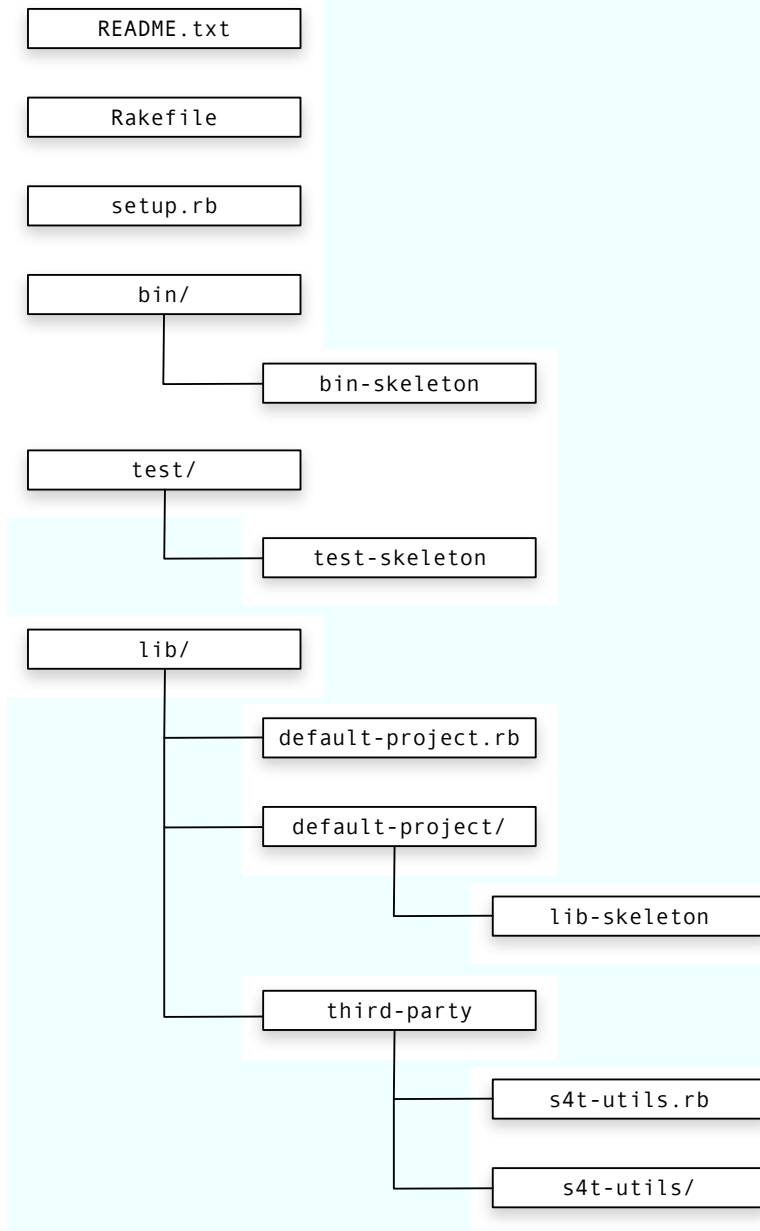 README.txt
Rakefile
setup.rb
bin/
bin-skeleton
test/
test-skeleton
lib/
default-project.rb
default-project/
lib-skeleton
third-party
s4t-utils.rb
s4t-utils/